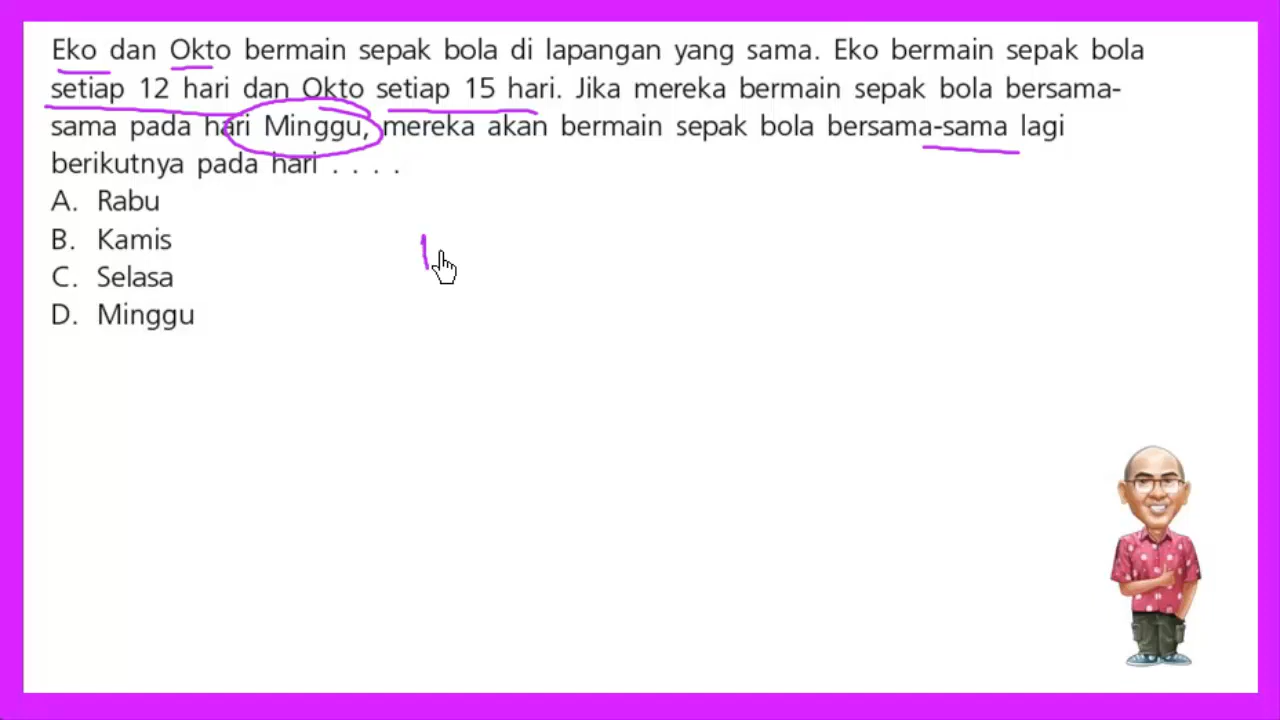 Eko dan Okto bermain sepak bola di lapangan yang sama. Eko bermain sepak bola
setiap 12 hari dan Okto setiap 15 hari. Jika mereka bermain sepak bola bersama-
sama pada hari Minggu, mereka akan bermain sepak bola bersama-sama lagi
berikutnya pada hari . . . .
A. Rabu
B. Kamis
C. Selasa
D. Minggu